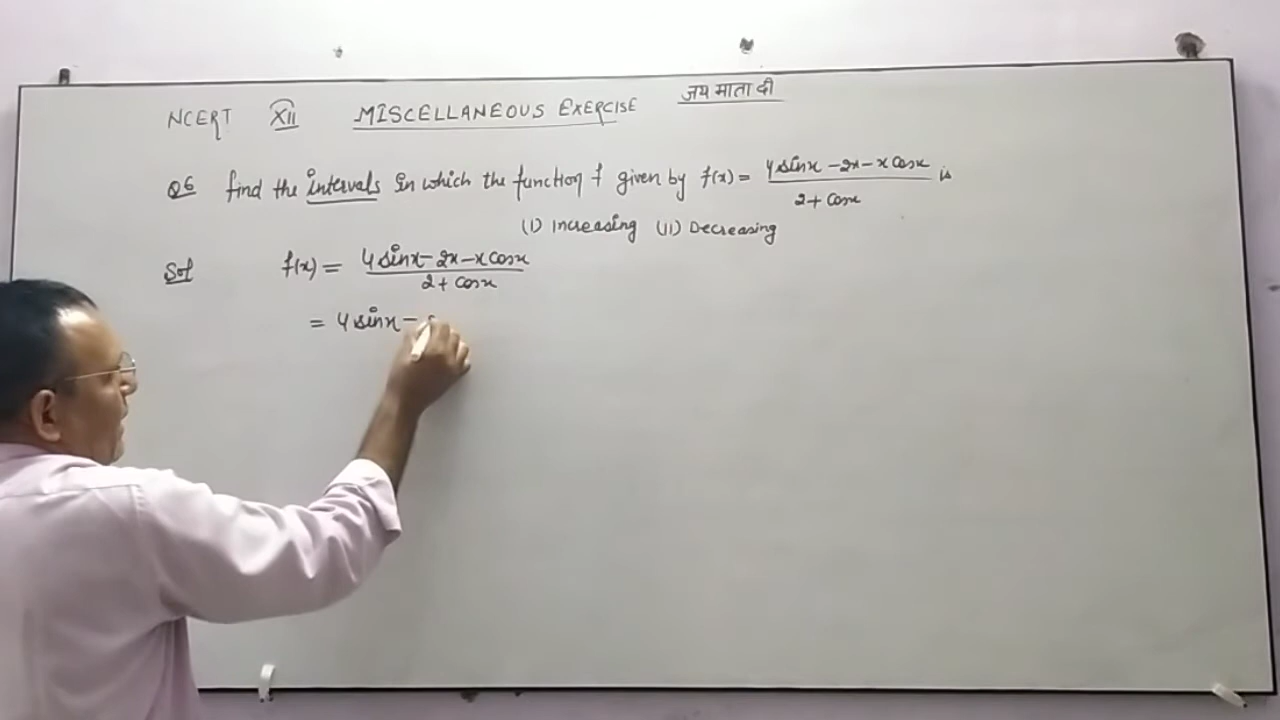 NCERT XII MISCELLANEOUS EXERCISE जय माता दी
Q6 find the intervals in which the function f given by f(x) = (4 sinx - 2x - x cosx) / (2 + cosx) is
(I) Increasing (II) Decreasing
Sol f(x) = (4 sinx - 2x - x cosx) / (2 + cosx)
= 4 sinx -